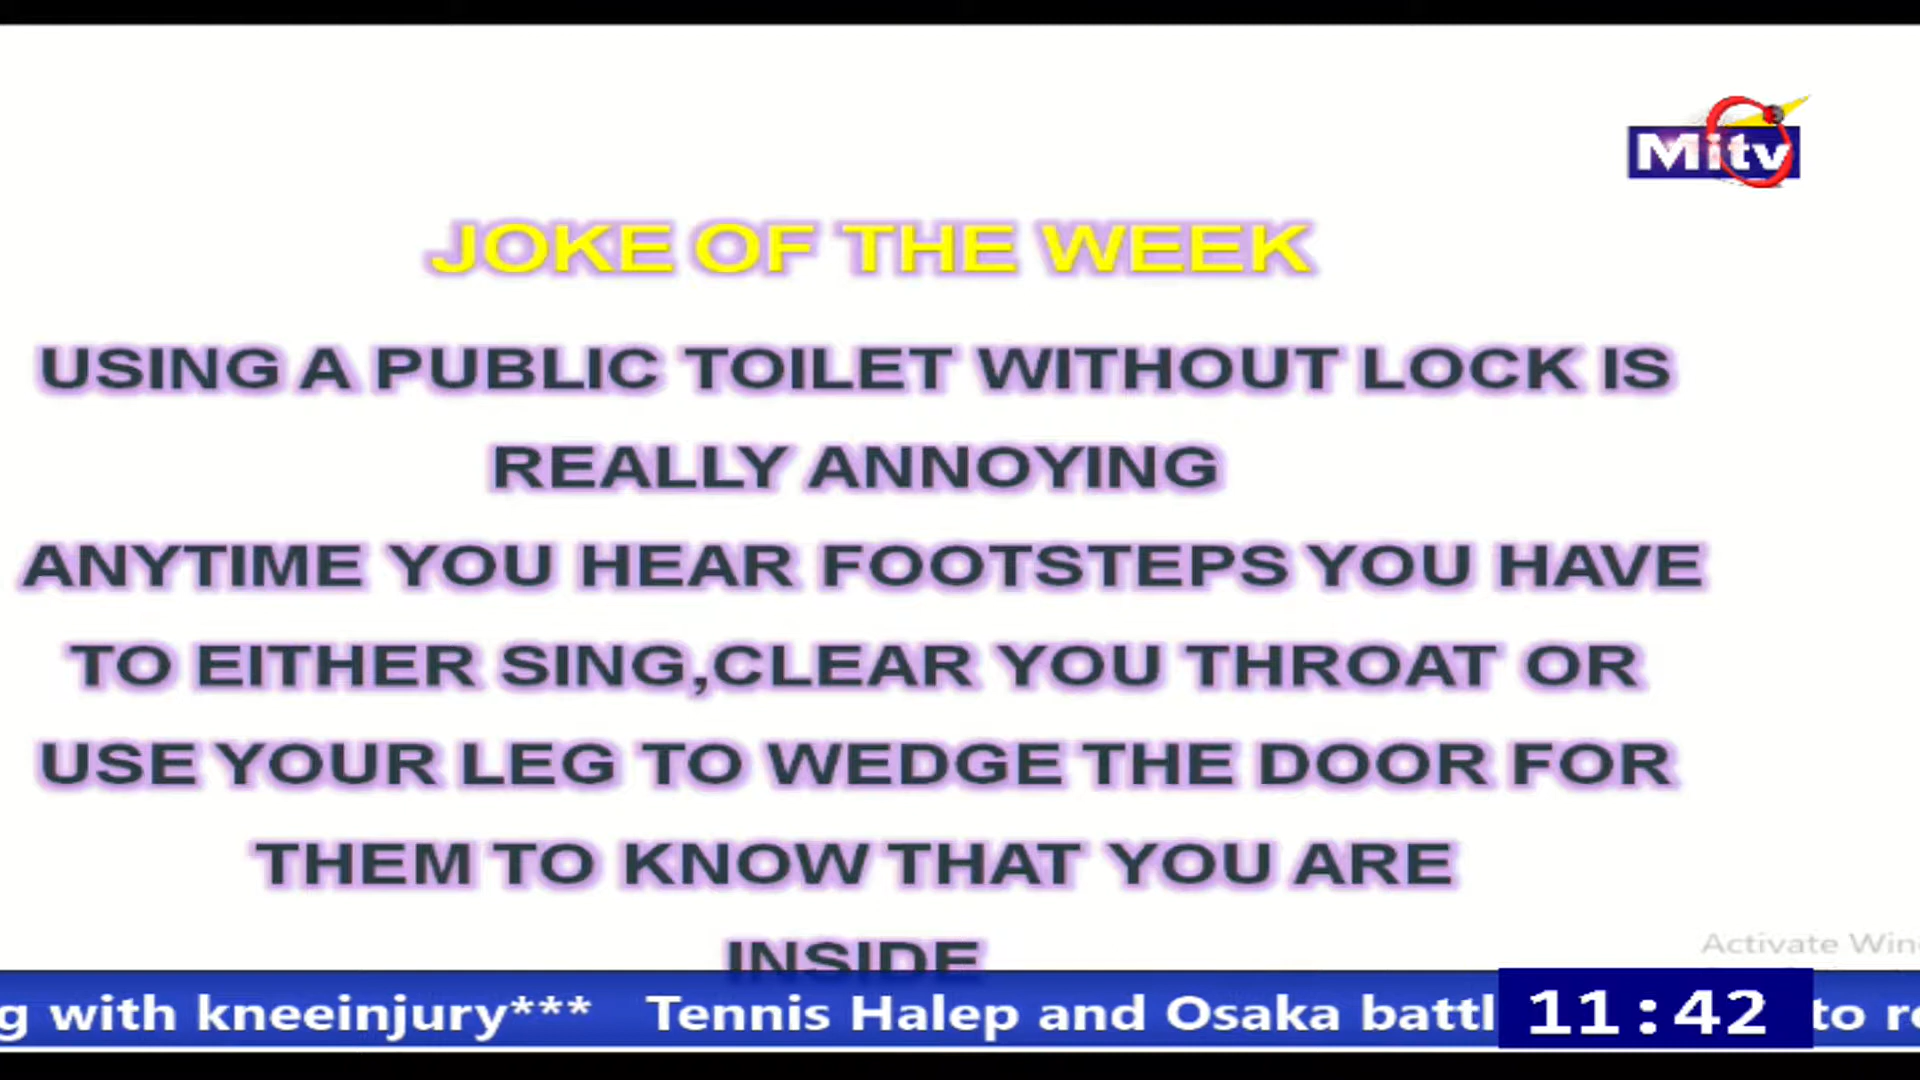 Mitv
JOKE OF THE WEEK
USING A PUBLIC TOILET WITHOUT LOCK IS
REALLY ANNOYING
ANYTIME YOU HEAR FOOTSTEPS YOU HAVE
TO EITHER SING,CLEAR YOU THROAT OR
USE YOUR LEG TO WEDGE THE DOOR FOR
THEM TO KNOW THAT YOU ARE
INSIDE
Activate Win
g with kneeinjury*** Tennis Halep and Osaka battl 11:42 to re